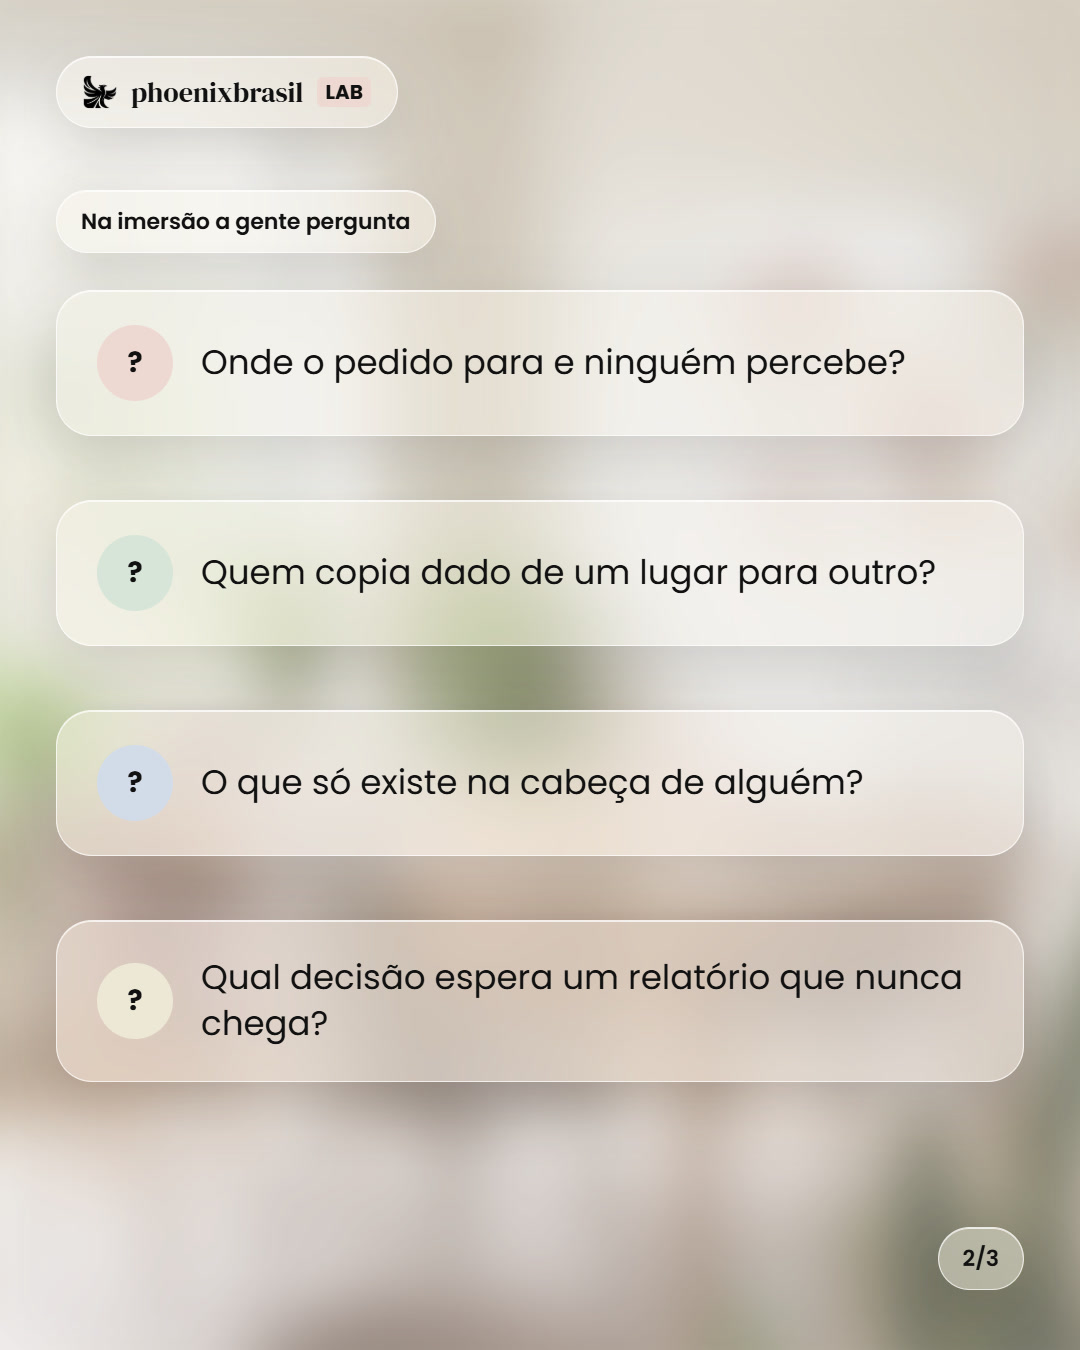 phoenixbrasil LAB
Na imersão a gente pergunta
? Onde o pedido para e ninguém percebe?
? Quem copia dado de um lugar para outro?
? O que só existe na cabeça de alguém?
? Qual decisão espera um relatório que nunca
chega?
2/3